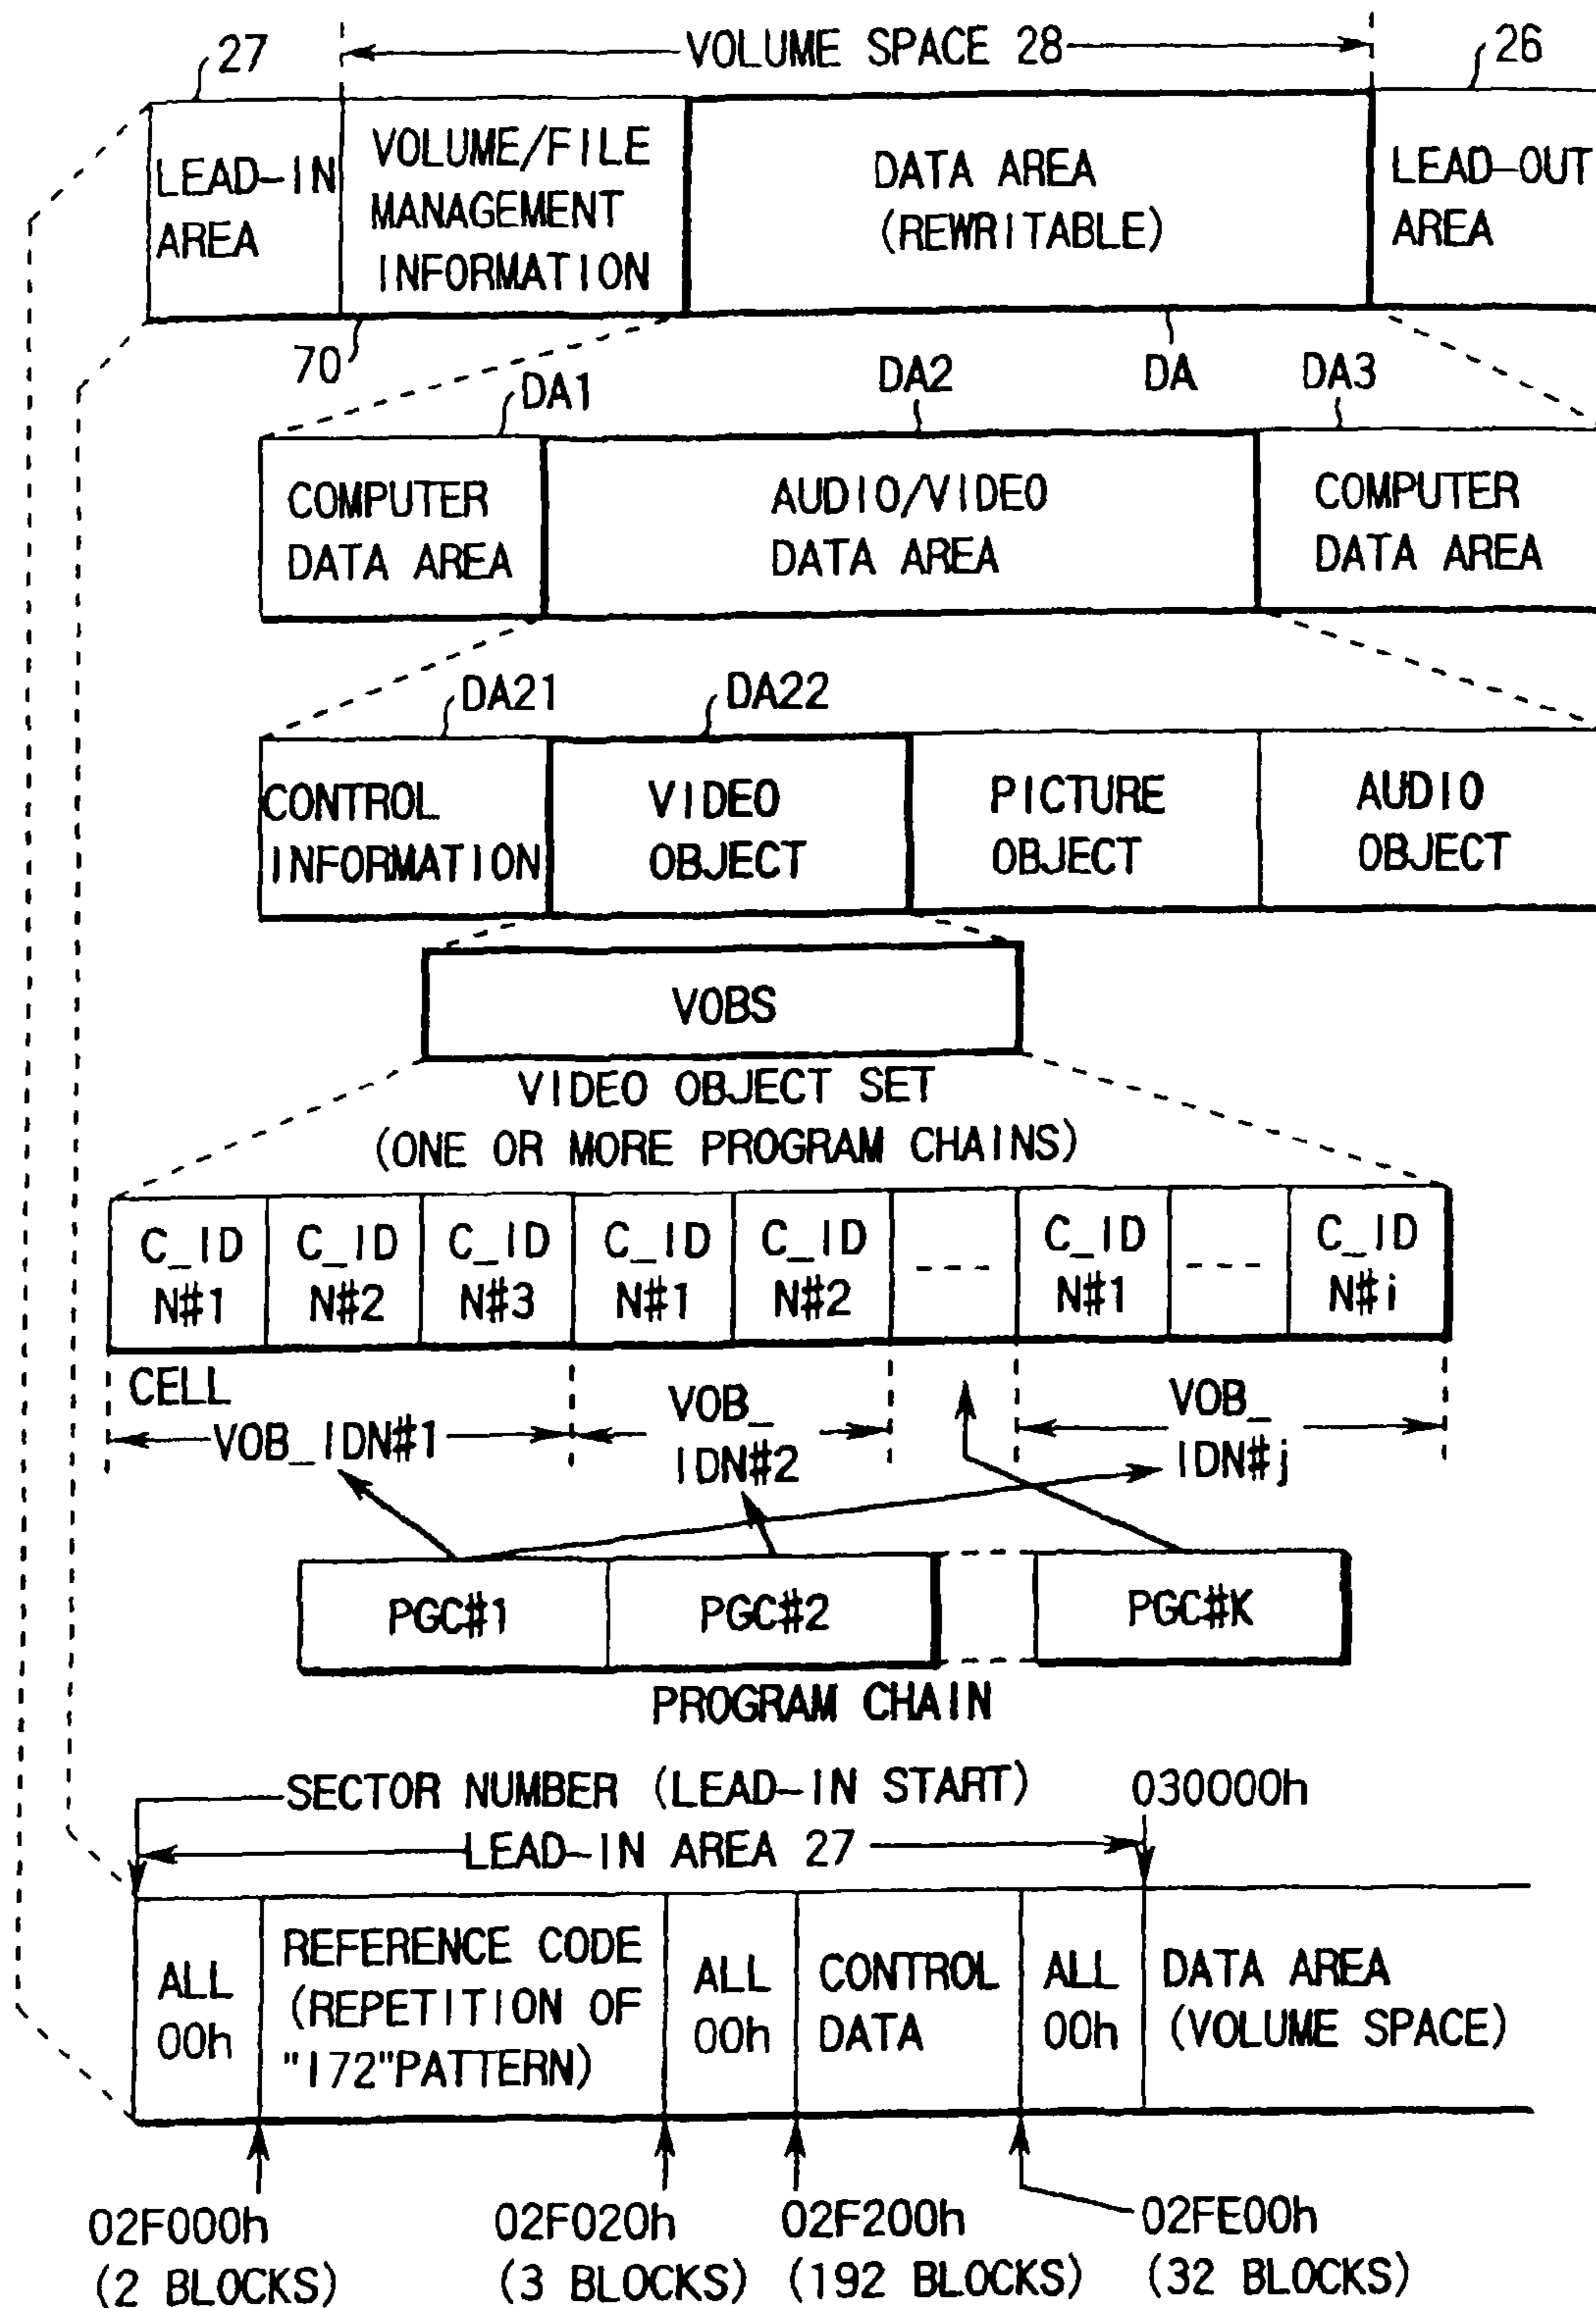 27
VOLUME SPACE 28
26
LEAD-IN
AREA
VOLUME/FILE
MANAGEMENT
INFORMATION
DATA AREA
(REWRITABLE)
LEAD-OUT
AREA
70
DA1
DA2
DA
DA3
COMPUTER
DATA AREA
AUDIO/VIDEO
DATA AREA
COMPUTER
DATA AREA
DA21
DA22
CONTROL
INFORMATION
VIDEO
OBJECT
PICTURE
OBJECT
AUDIO
OBJECT
VOBS
VIDEO OBJECT SET
(ONE OR MORE PROGRAM CHAINS)
C_ID
N#1
C_ID
N#2
C_ID
N#3
C_ID
N#1
C_ID
N#2
----
C_ID
N#1
----
C_ID
N#i
CELL
VOB_IDN#1
VOB_
IDN#2
VOB_
IDN#j
PGC#1
PGC#2
PGC#K
PROGRAM CHAIN
SECTOR NUMBER (LEAD-IN START)
030000h
LEAD-IN AREA 27
ALL
00h
REFERENCE CODE
(REPETITION OF
"172"PATTERN)
ALL
00h
CONTROL
DATA
ALL
00h
DATA AREA
(VOLUME SPACE)
02F000h
(2 BLOCKS)
02F020h
(3 BLOCKS)
02F200h
(192 BLOCKS)
02FE00h
(32 BLOCKS)